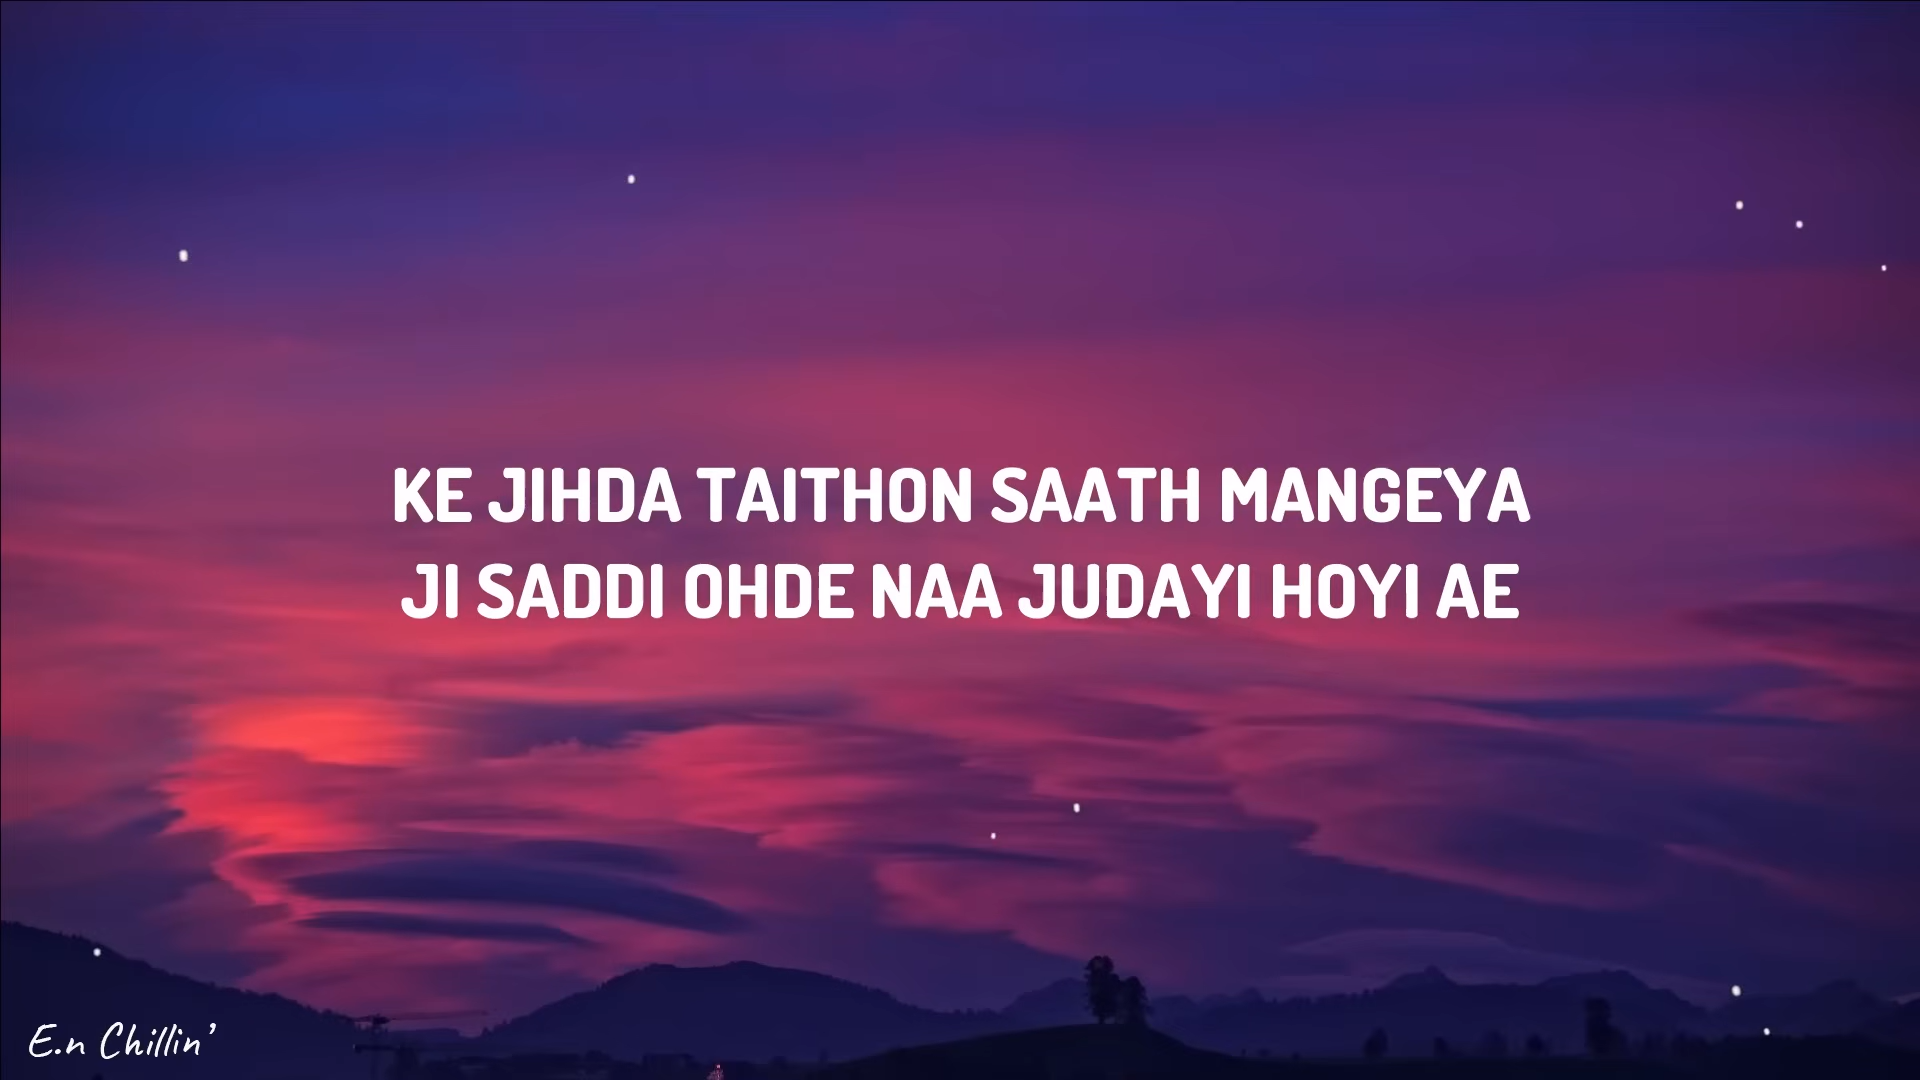 KE JIHDA TAITHON SAATH MANGEYA
JI SADDI OHDE NAA JUDAYI HOYI AE
E.n Chillin'